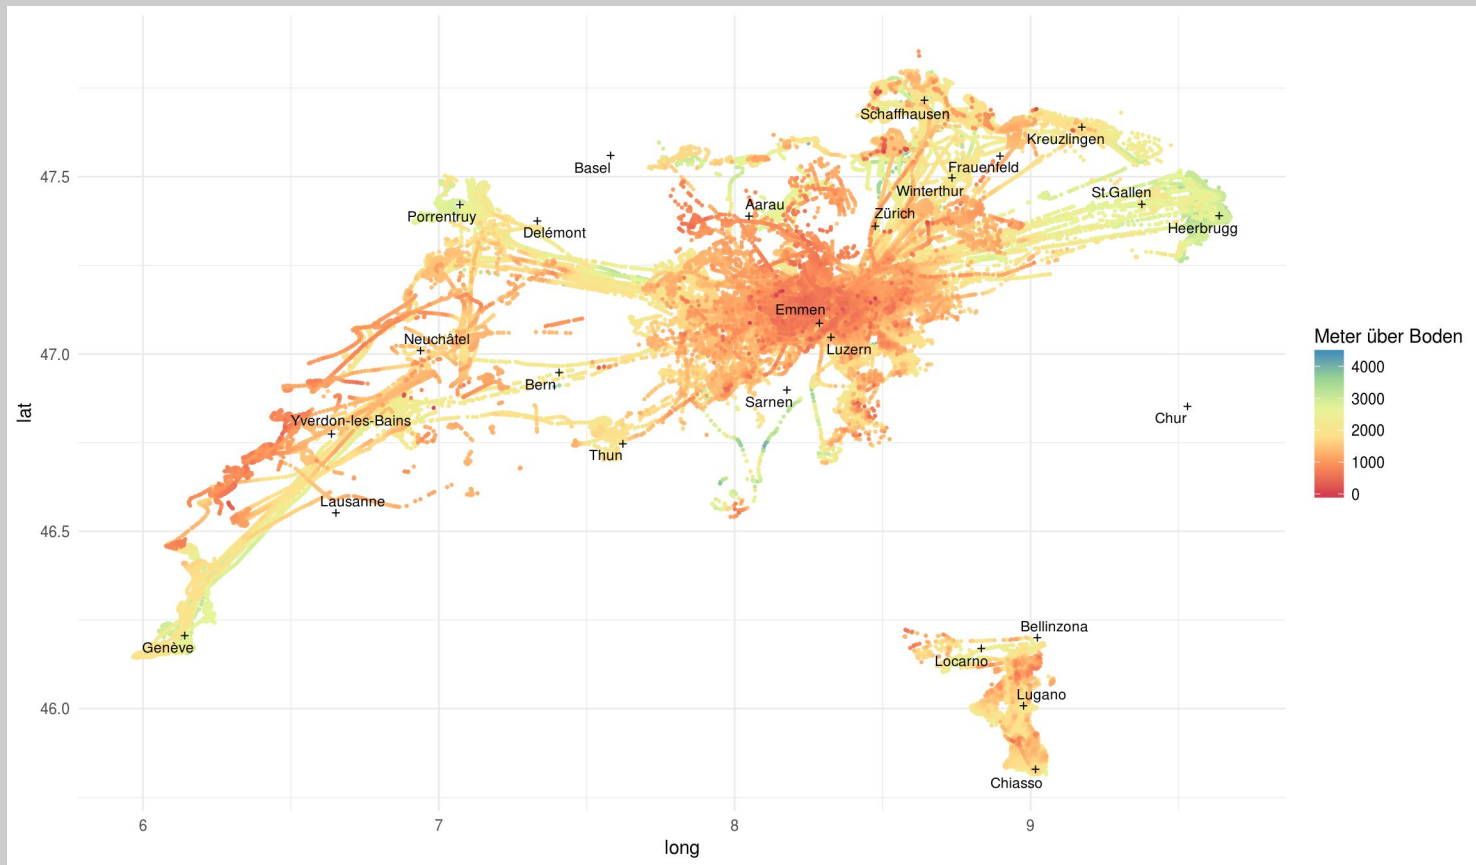 Schaffhausen
Kreuzlingen
Basel
Frauenfeld
Winterthur
St.Gallen
47.5
Porrentruy
Aarau
Zürich
Delémont
Heerbrugg
Emmen
Meter über Boden
Neuchâtel
Luzern
47.0
4000
Bern
3000
Sarnen
lat
Chur
Yverdon-les-Bains
2000
Thun
1000
0
Lausanne
46.5
Bellinzona
Genève
Locarno
Lugano
46.0
Chiasso
6
7
8
9
long